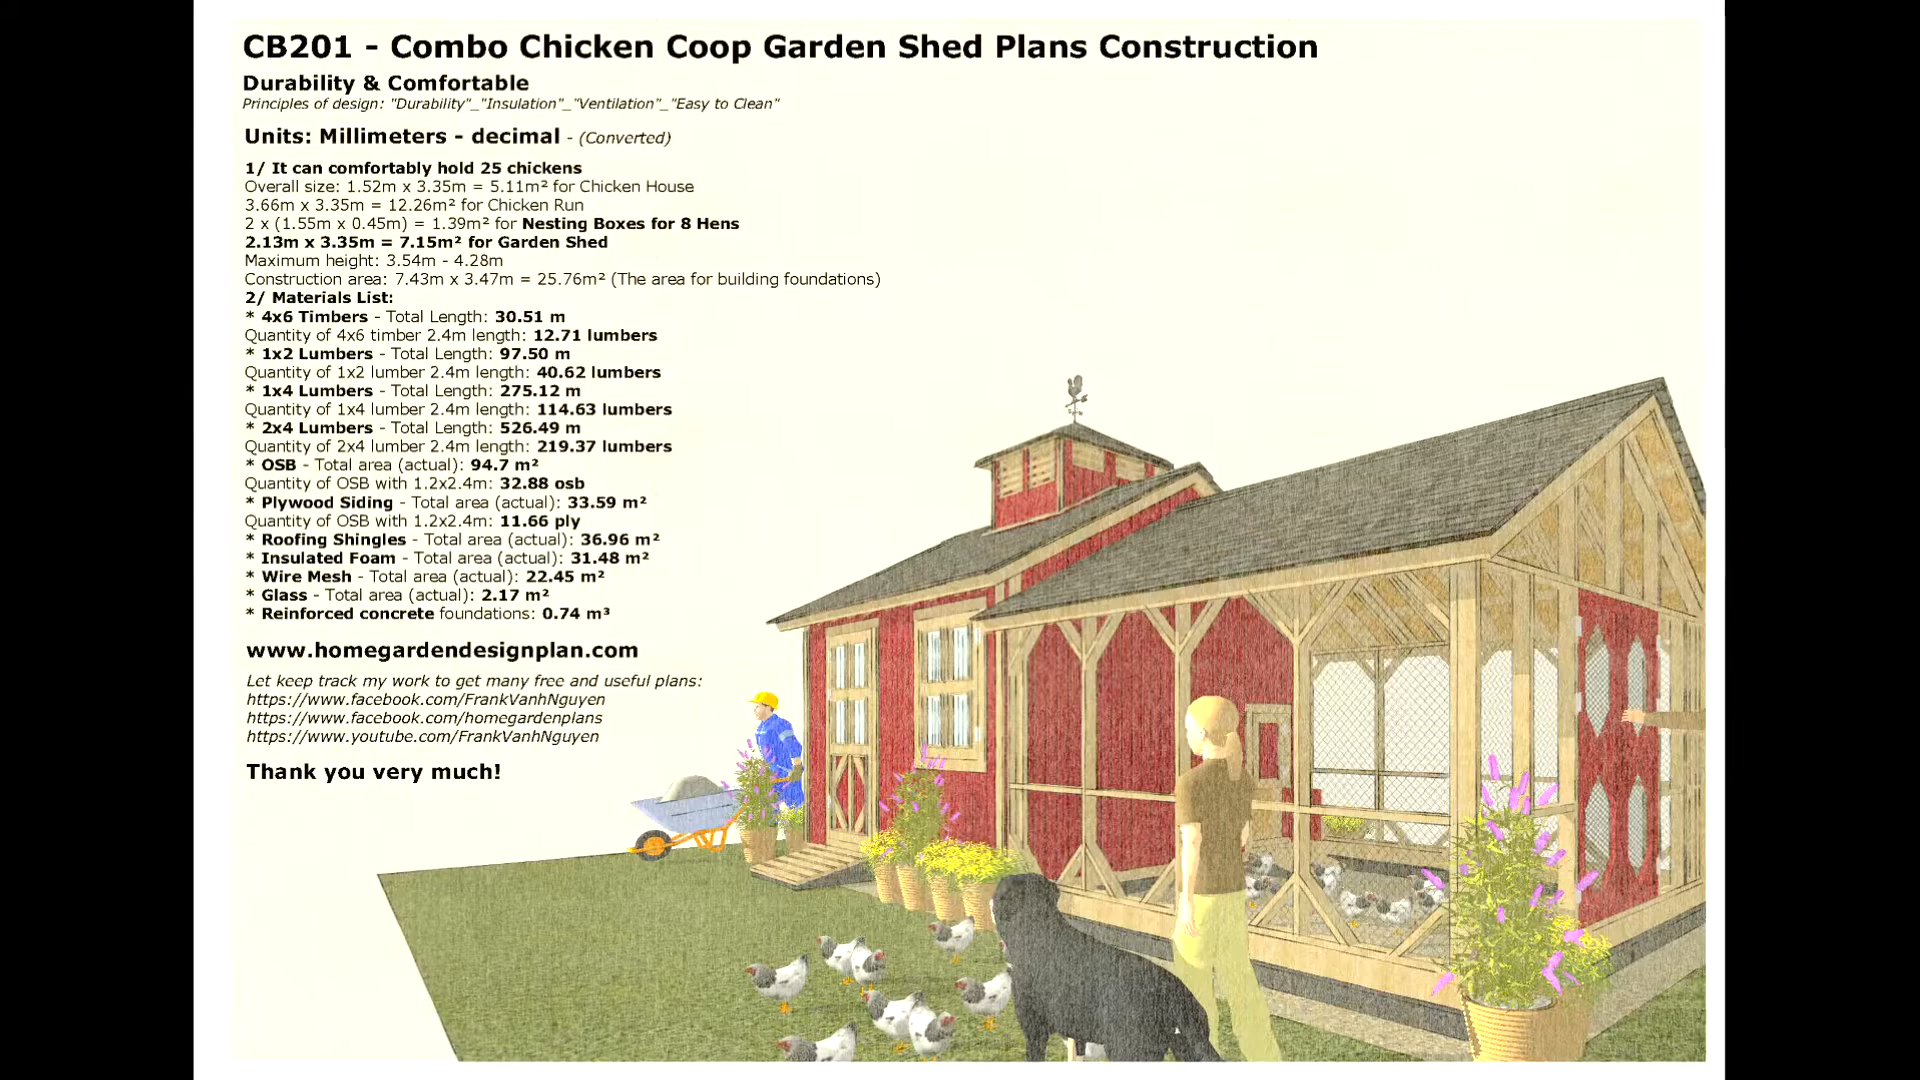 CB201 - Combo Chicken Coop Garden Shed Plans Construction
Durability & Comfortable
Principles of design: "Durability"_"Insulation"_"Ventilation"_"Easy to Clean"
Units: Millimeters - decimal - (Converted)
1/ It can comfortably hold 25 chickens
Overall size: 1.52m x 3.35m = 5.11m² for Chicken House
3.66m x 3.35m = 12.26m² for Chicken Run
2 x (1.55m x 0.45m) = 1.39m² for Nesting Boxes for 8 Hens
2.13m x 3.35m = 7.15m² for Garden Shed
Maximum height: 3.54m - 4.28m
Construction area: 7.43m x 3.47m = 25.76m² (The area for building foundations)
2/ Materials List:
* 4x6 Timbers - Total Length: 30.51 m
Quantity of 4x6 timber 2.4m length: 12.71 lumbers
* 1x2 Lumbers - Total Length: 97.50 m
Quantity of 1x2 lumber 2.4m length: 40.62 lumbers
* 1x4 Lumbers - Total Length: 275.12 m
Quantity of 1x4 lumber 2.4m length: 114.63 lumbers
* 2x4 Lumbers - Total Length: 526.49 m
Quantity of 2x4 lumber 2.4m length: 219.37 lumbers
* OSB - Total area (actual): 94.7 m²
Quantity of OSB with 1.2x2.4m: 32.88 osb
* Plywood Siding - Total area (actual): 33.59 m²
Quantity of OSB with 1.2x2.4m: 11.66 ply
* Roofing Shingles - Total area (actual): 36.96 m²
* Insulated Foam - Total area (actual): 31.48 m²
* Wire Mesh - Total area (actual): 22.45 m²
* Glass - Total area (actual): 2.17 m²
* Reinforced concrete foundations: 0.74 m³
www.homegardendesignplan.com
Let keep track my work to get many free and useful plans:
https://www.facebook.com/FrankVanhNguyen
https://www.facebook.com/homegardenplans
https://www.youtube.com/FrankVanhNguyen
Thank you very much!